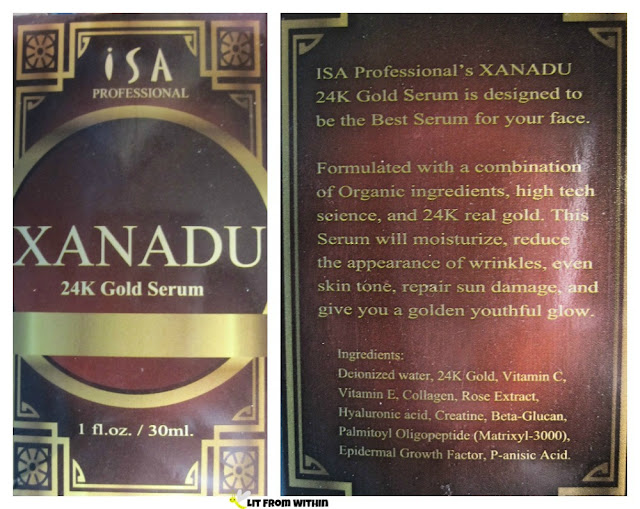 iSA
PROFESSIONAL
XANADU
24K Gold Serum
1 fl.oz. / 30ml.
ISA Professional's XANADU
24K Gold Serum is designed to
be the Best Serum for your face.
Formulated with a combination
of Organic ingredients, high tech
science, and 24K real gold. This
Serum will moisturize, reduce
the appearance of wrinkles, even
skin tone, repair sun damage, and
give you a golden youthful glow.
Ingredients:
Deionized water, 24K Gold, Vitamin C,
Vitamin E, Collagen, Rose Extract,
Hyaluronic acid, Creatine, Beta-Glucan,
Palmitoyl Oligopeptide (Matrixyl-3000),
Epidermal Growth Factor, P-anisic Acid.
LIT FROM WITHIN